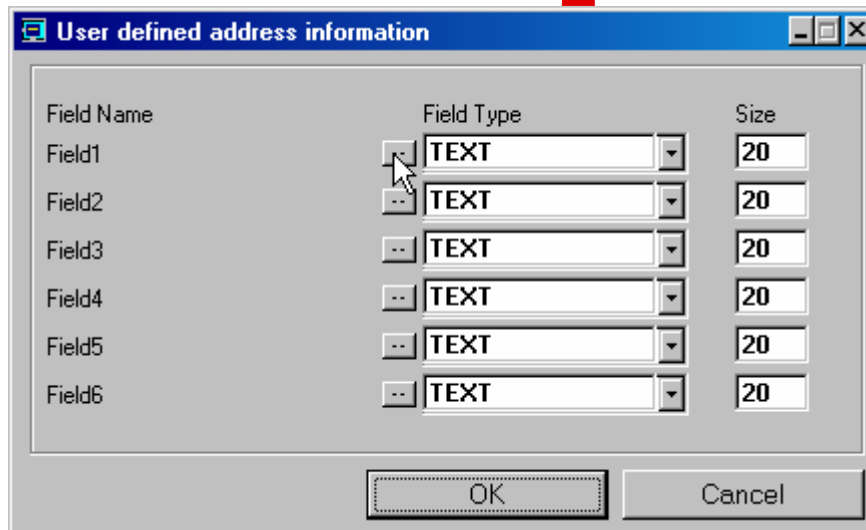 User defined address information
Field Name Field Type Size
Field1 -- TEXT 20
Field2 -- TEXT 20
Field3 -- TEXT 20
Field4 -- TEXT 20
Field5 -- TEXT 20
Field6 -- TEXT 20
OK Cancel